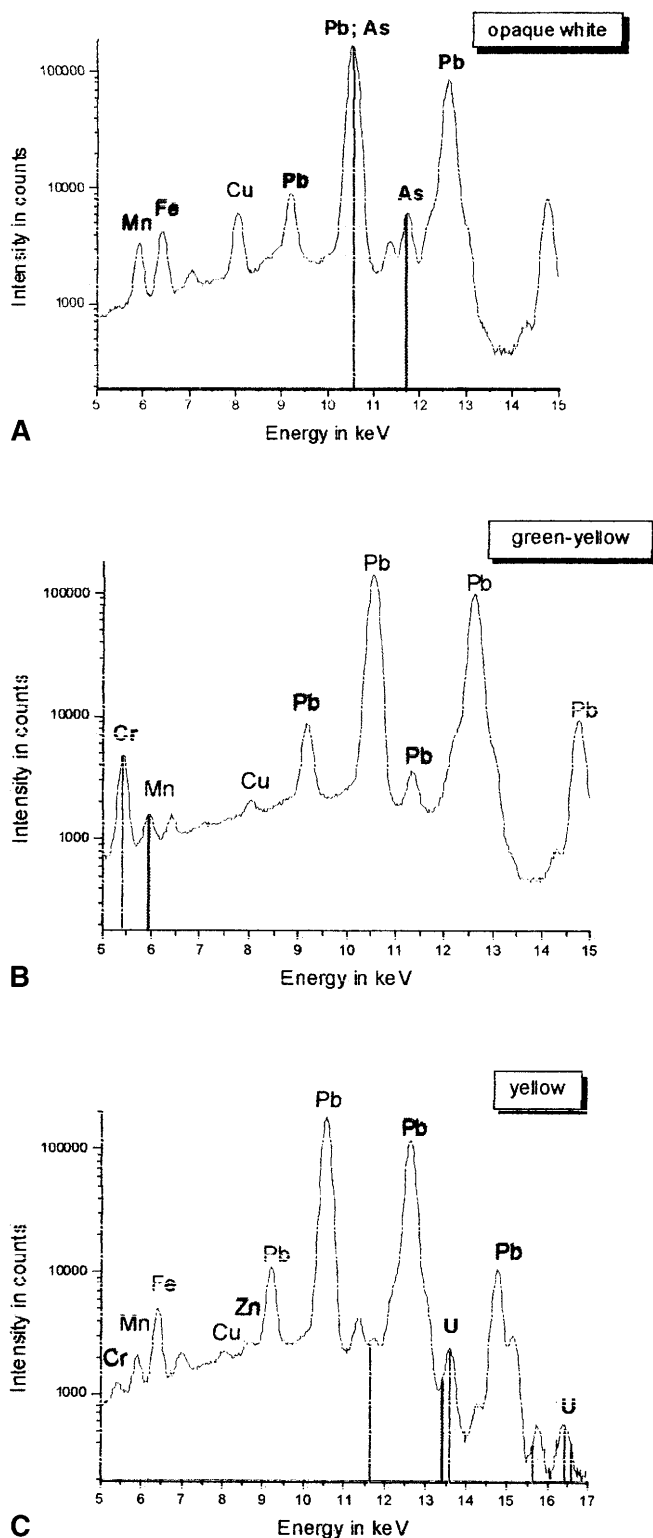 opaque white
Pb; As
Pb
100000
10000
1000
Mn
Fe
Cu
Pb
As
Intensity in counts
5 6 7 8 9 10 11 12 13 14 15
Energy in keV
A
green-yellow
Pb
Pb
100000
10000
1000
Cr
Mn
Cu
Pb
Pb
Pb
Intensity in counts
5 6 7 8 9 10 11 12 13 14 15
Energy in keV
B
yellow
Pb
Pb
100000
10000
1000
Cr
Mn
Fe
Cu
Zn
Pb
U
Pb
U
Intensity in counts
5 6 7 8 9 10 11 12 13 14 15 16 17
Energy in keV
C